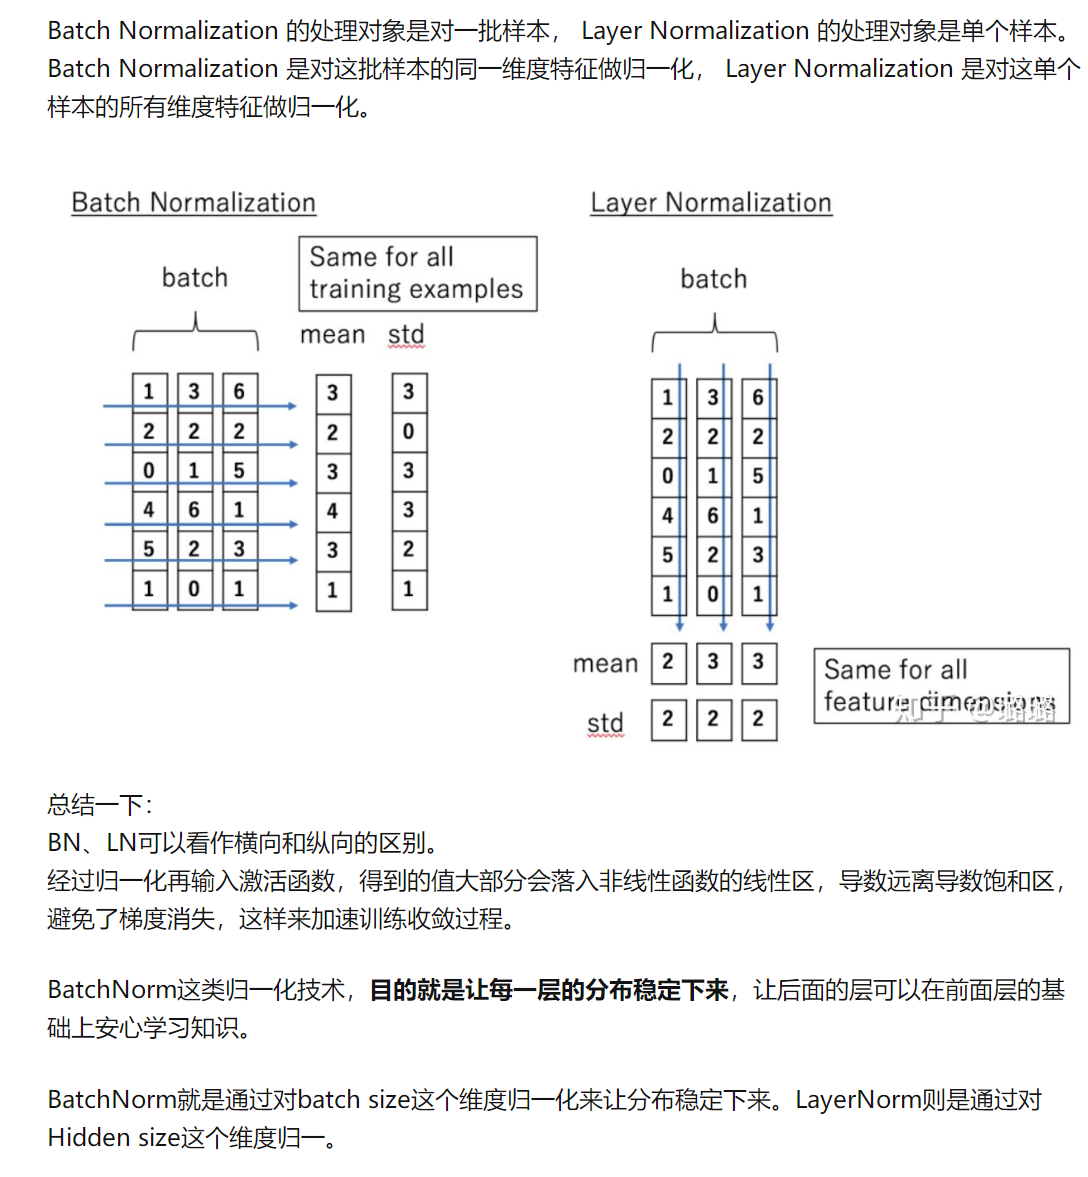 Batch Normalization 的处理对象是对一批样本， Layer Normalization 的处理对象是单个样本。
Batch Normalization 是对这批样本的同一维度特征做归一化， Layer Normalization 是对这单个
样本的所有维度特征做归一化。
Batch Normalization
Same for all
training examples
batch
mean std
1 3 6 3 3
2 2 2 2 0
0 1 5 3 3
4 6 1 4 3
5 2 3 3 2
1 0 1 1 1
Layer Normalization
batch
1 3 6
2 2 2
0 1 5
4 6 1
5 2 3
1 0 1
mean 2 3 3
std 2 2 2
Same for all
feature dimensions
知乎 @璐璐
总结一下：
BN、LN可以看作横向和纵向的区别。
经过归一化再输入激活函数，得到的值大部分会落入非线性函数的线性区，导数远离导数饱和区，
避免了梯度消失，这样来加速训练收敛过程。
BatchNorm这类归一化技术，目的就是让每一层的分布稳定下来，让后面的层可以在前面层的基
础上安心学习知识。
BatchNorm就是通过对batch size这个维度归一化来让分布稳定下来。LayerNorm则是通过对
Hidden size这个维度归一。